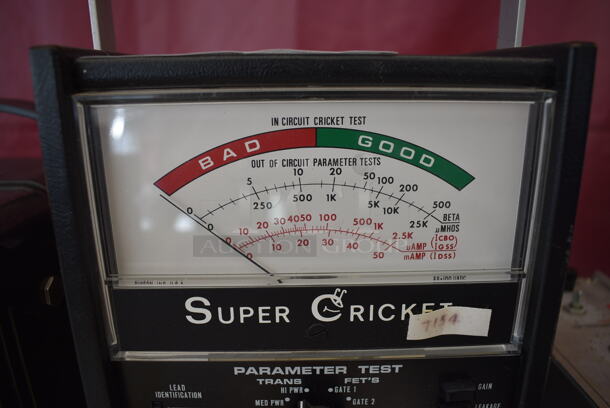 IN CIRCUIT CRICKET TEST
BAD GOOD
OUT OF CIRCUIT PARAMETER TESTS
0 5 10 20 50 100 200 500 BETA
0 250 500 1K 5K 10K 25K µMHOS
0 10 20 30 40 50 100 500 1K 2.5K µAMP (ICBO IGSS)
0 10 20 30 40 50 mAMP (IDSS)
AUCTION GROUP
SUPER CRICKET
7154
PARAMETER TEST
TRANS FET'S
LEAD IDENTIFICATION
HI PWR GATE 1
MED PWR GATE 2
GAIN
LEAKAGE